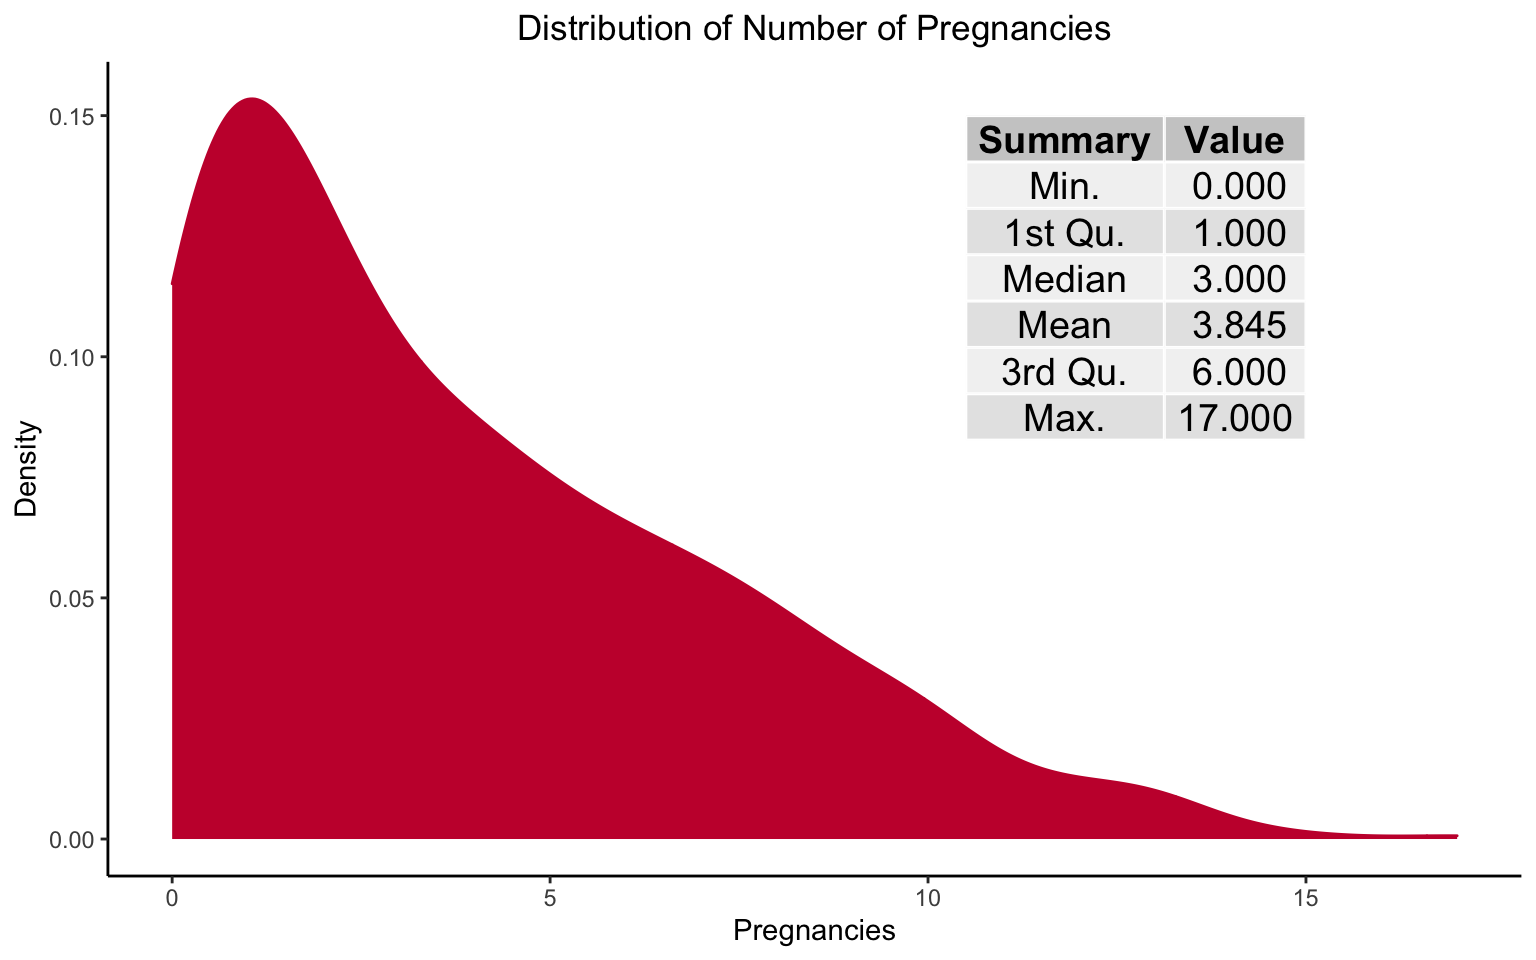 Distribution of Number of Pregnancies
Summary Value
Min. 0.000
1st Qu. 1.000
Median 3.000
Mean 3.845
3rd Qu. 6.000
Max. 17.000
Density
0.15
0.10
0.05
0.00
0 5 10 15
Pregnancies